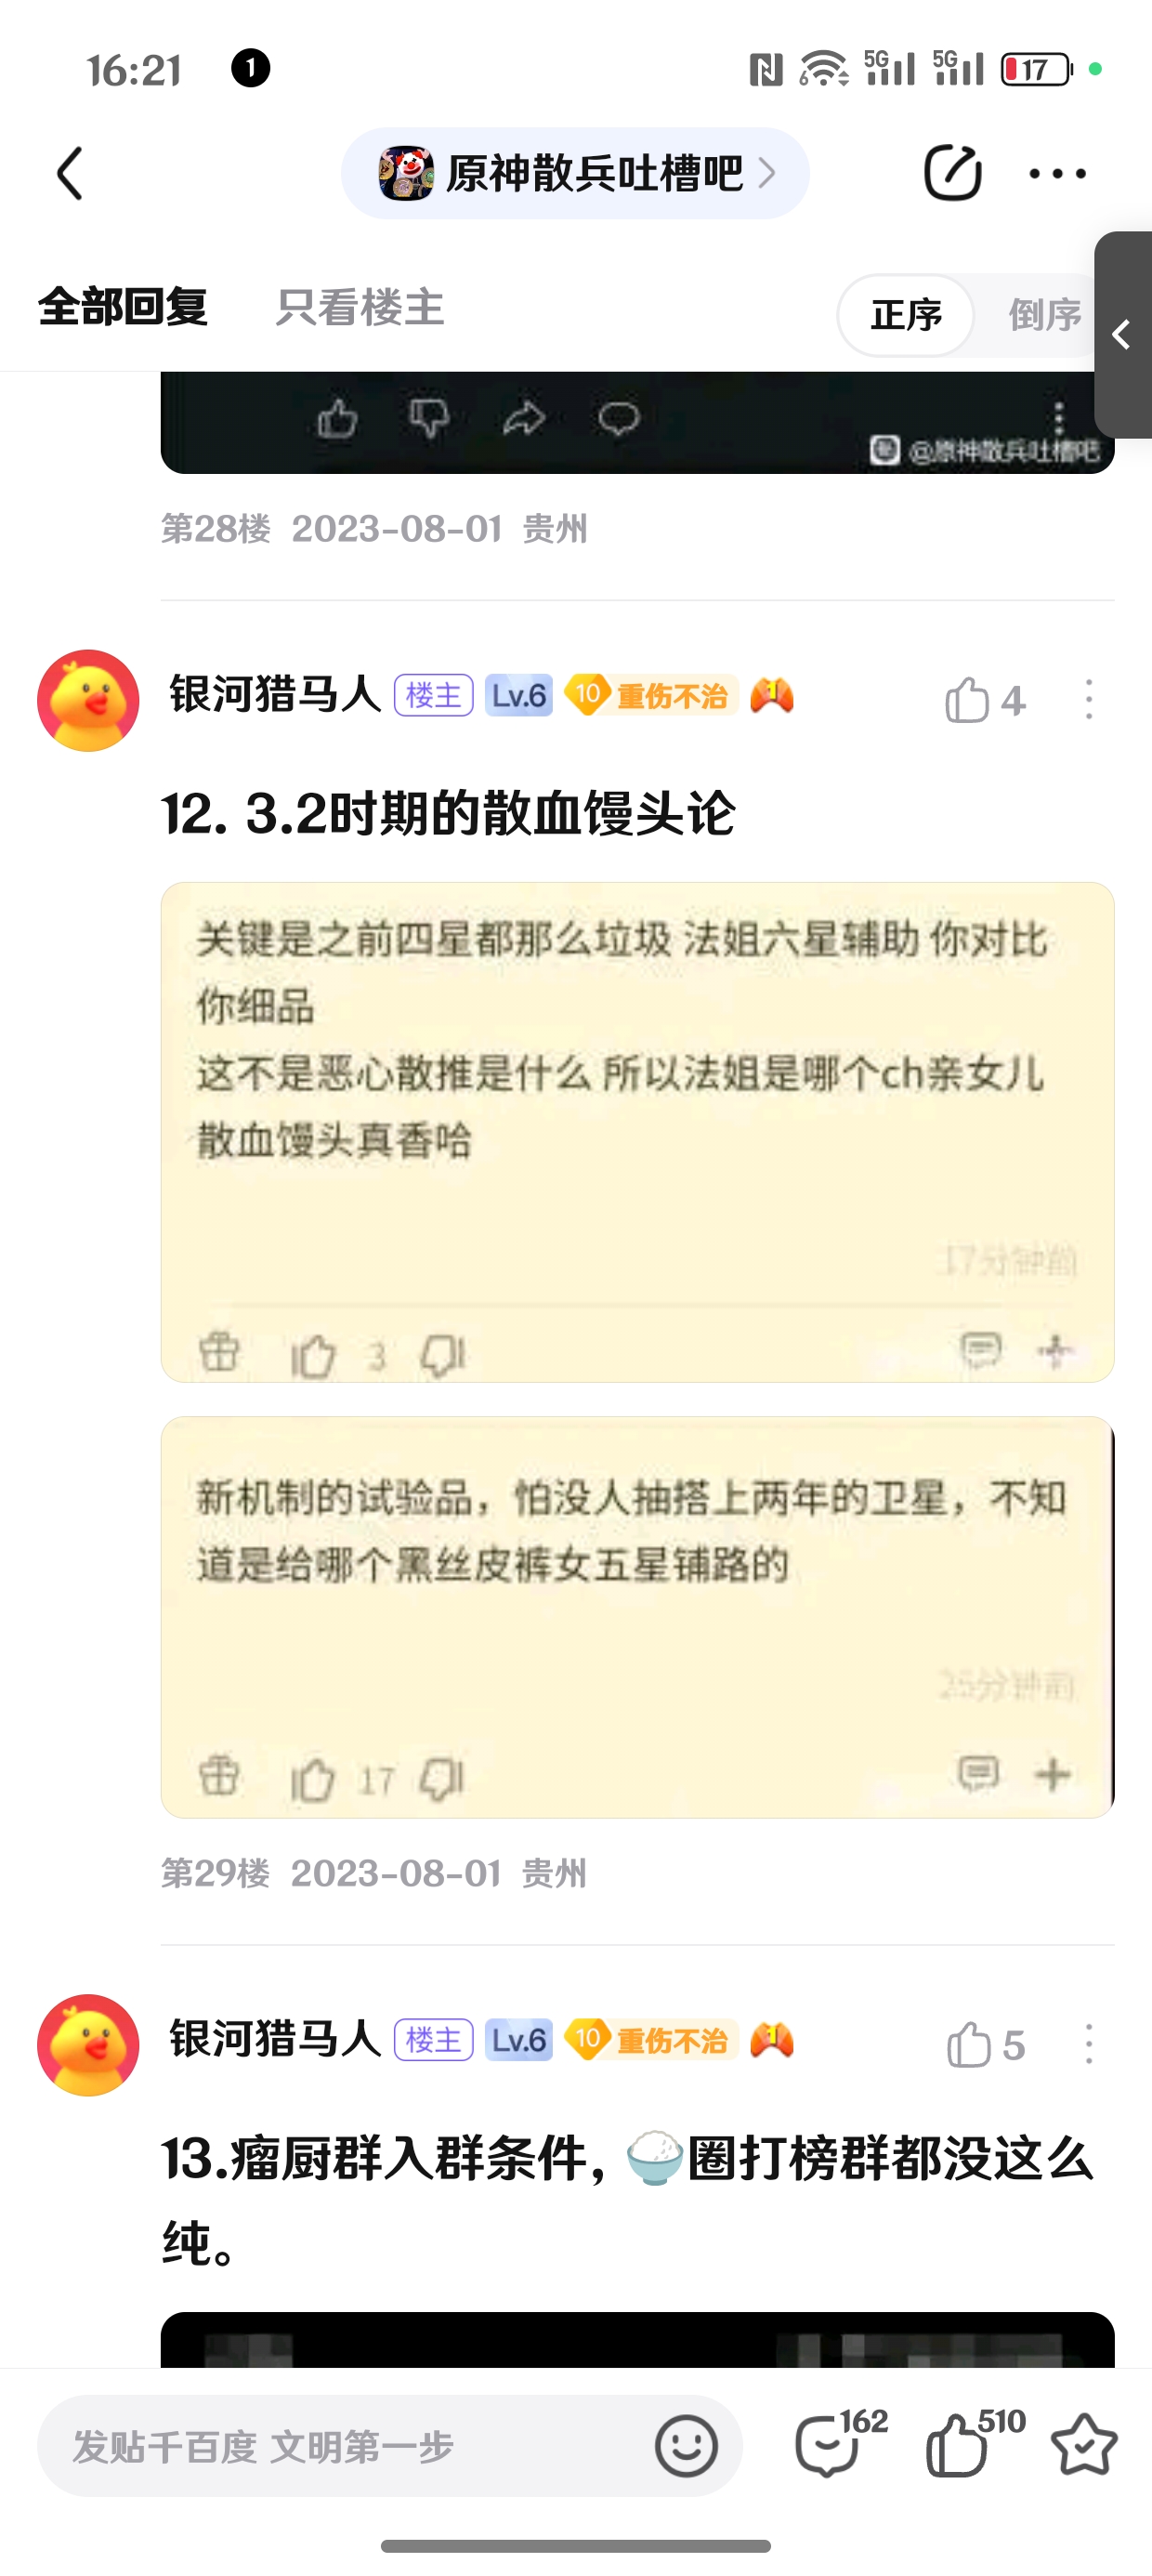 16:21
1
6
5G
5G
17
原神散兵吐槽吧
全部回复
只看楼主
正序
倒序
@原神散兵吐槽吧
第28楼 2023-08-01 贵州
银河猎马人 楼主 Lv.6 10 重伤不治
4
12. 3.2时期的散血馒头论
关键是之前四星都那么垃圾 法姐六星辅助 你对比
你细品
这不是恶心散推是什么 所以法姐是哪个ch亲女儿
散血馒头真香哈
17分钟前
3
新机制的试验品，怕没人抽搭上两年的卫星，不知
道是给哪个黑丝皮裤女五星铺路的
25分钟前
17
第29楼 2023-08-01 贵州
银河猎马人 楼主 Lv.6 10 重伤不治
5
13.瘤厨群入群条件，🍚圈打榜群都没这么
纯。
发贴千百度 文明第一步
162
510